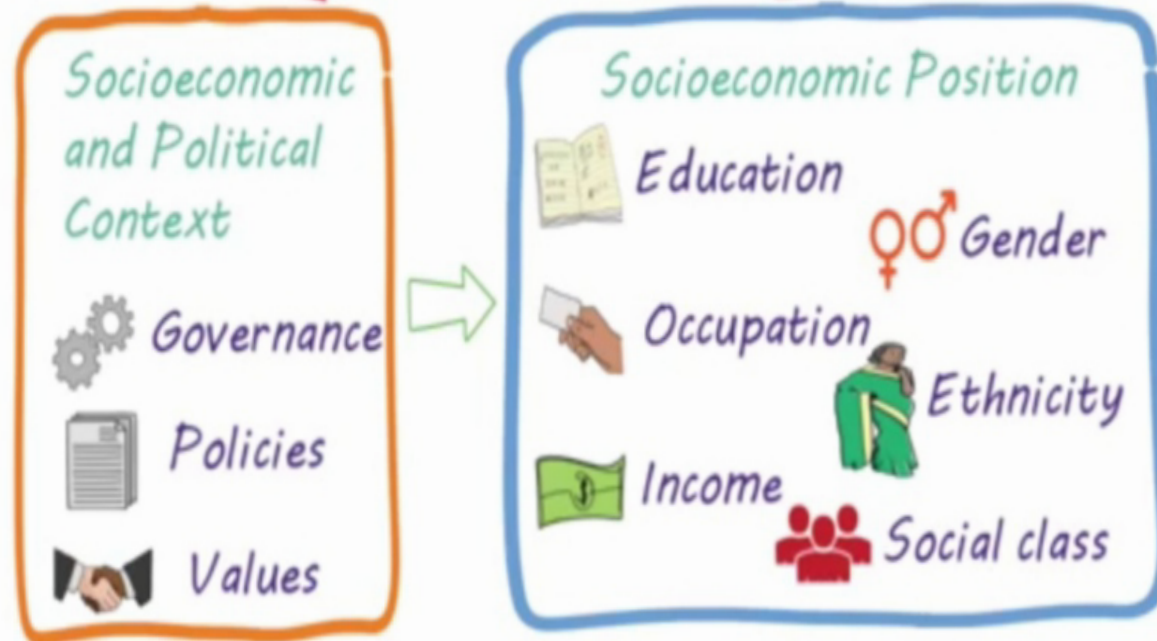 Socioeconomic
and Political
Context
Governance
Policies
Values
Socioeconomic Position
Education
Gender
Occupation
Ethnicity
Income
Social class